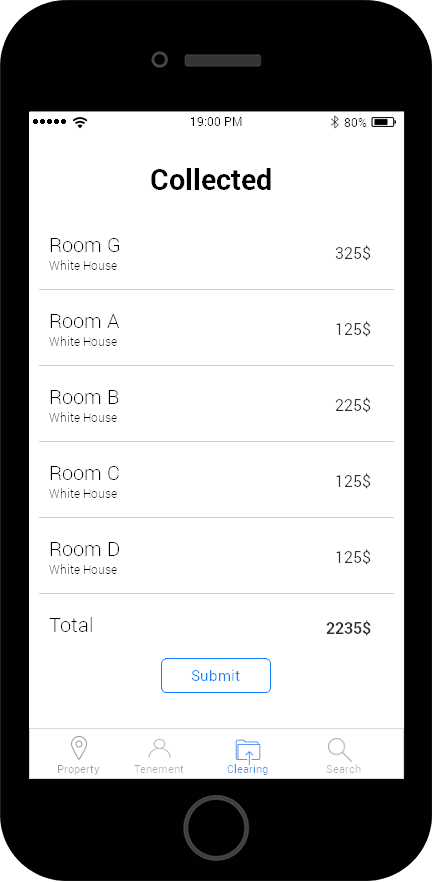 19:00 PM 80%
Collected
Room G
White House
325$
Room A
White House
125$
Room B
White House
225$
Room C
White House
125$
Room D
White House
125$
Total 2235$
Submit
Property Tenement Clearing Search